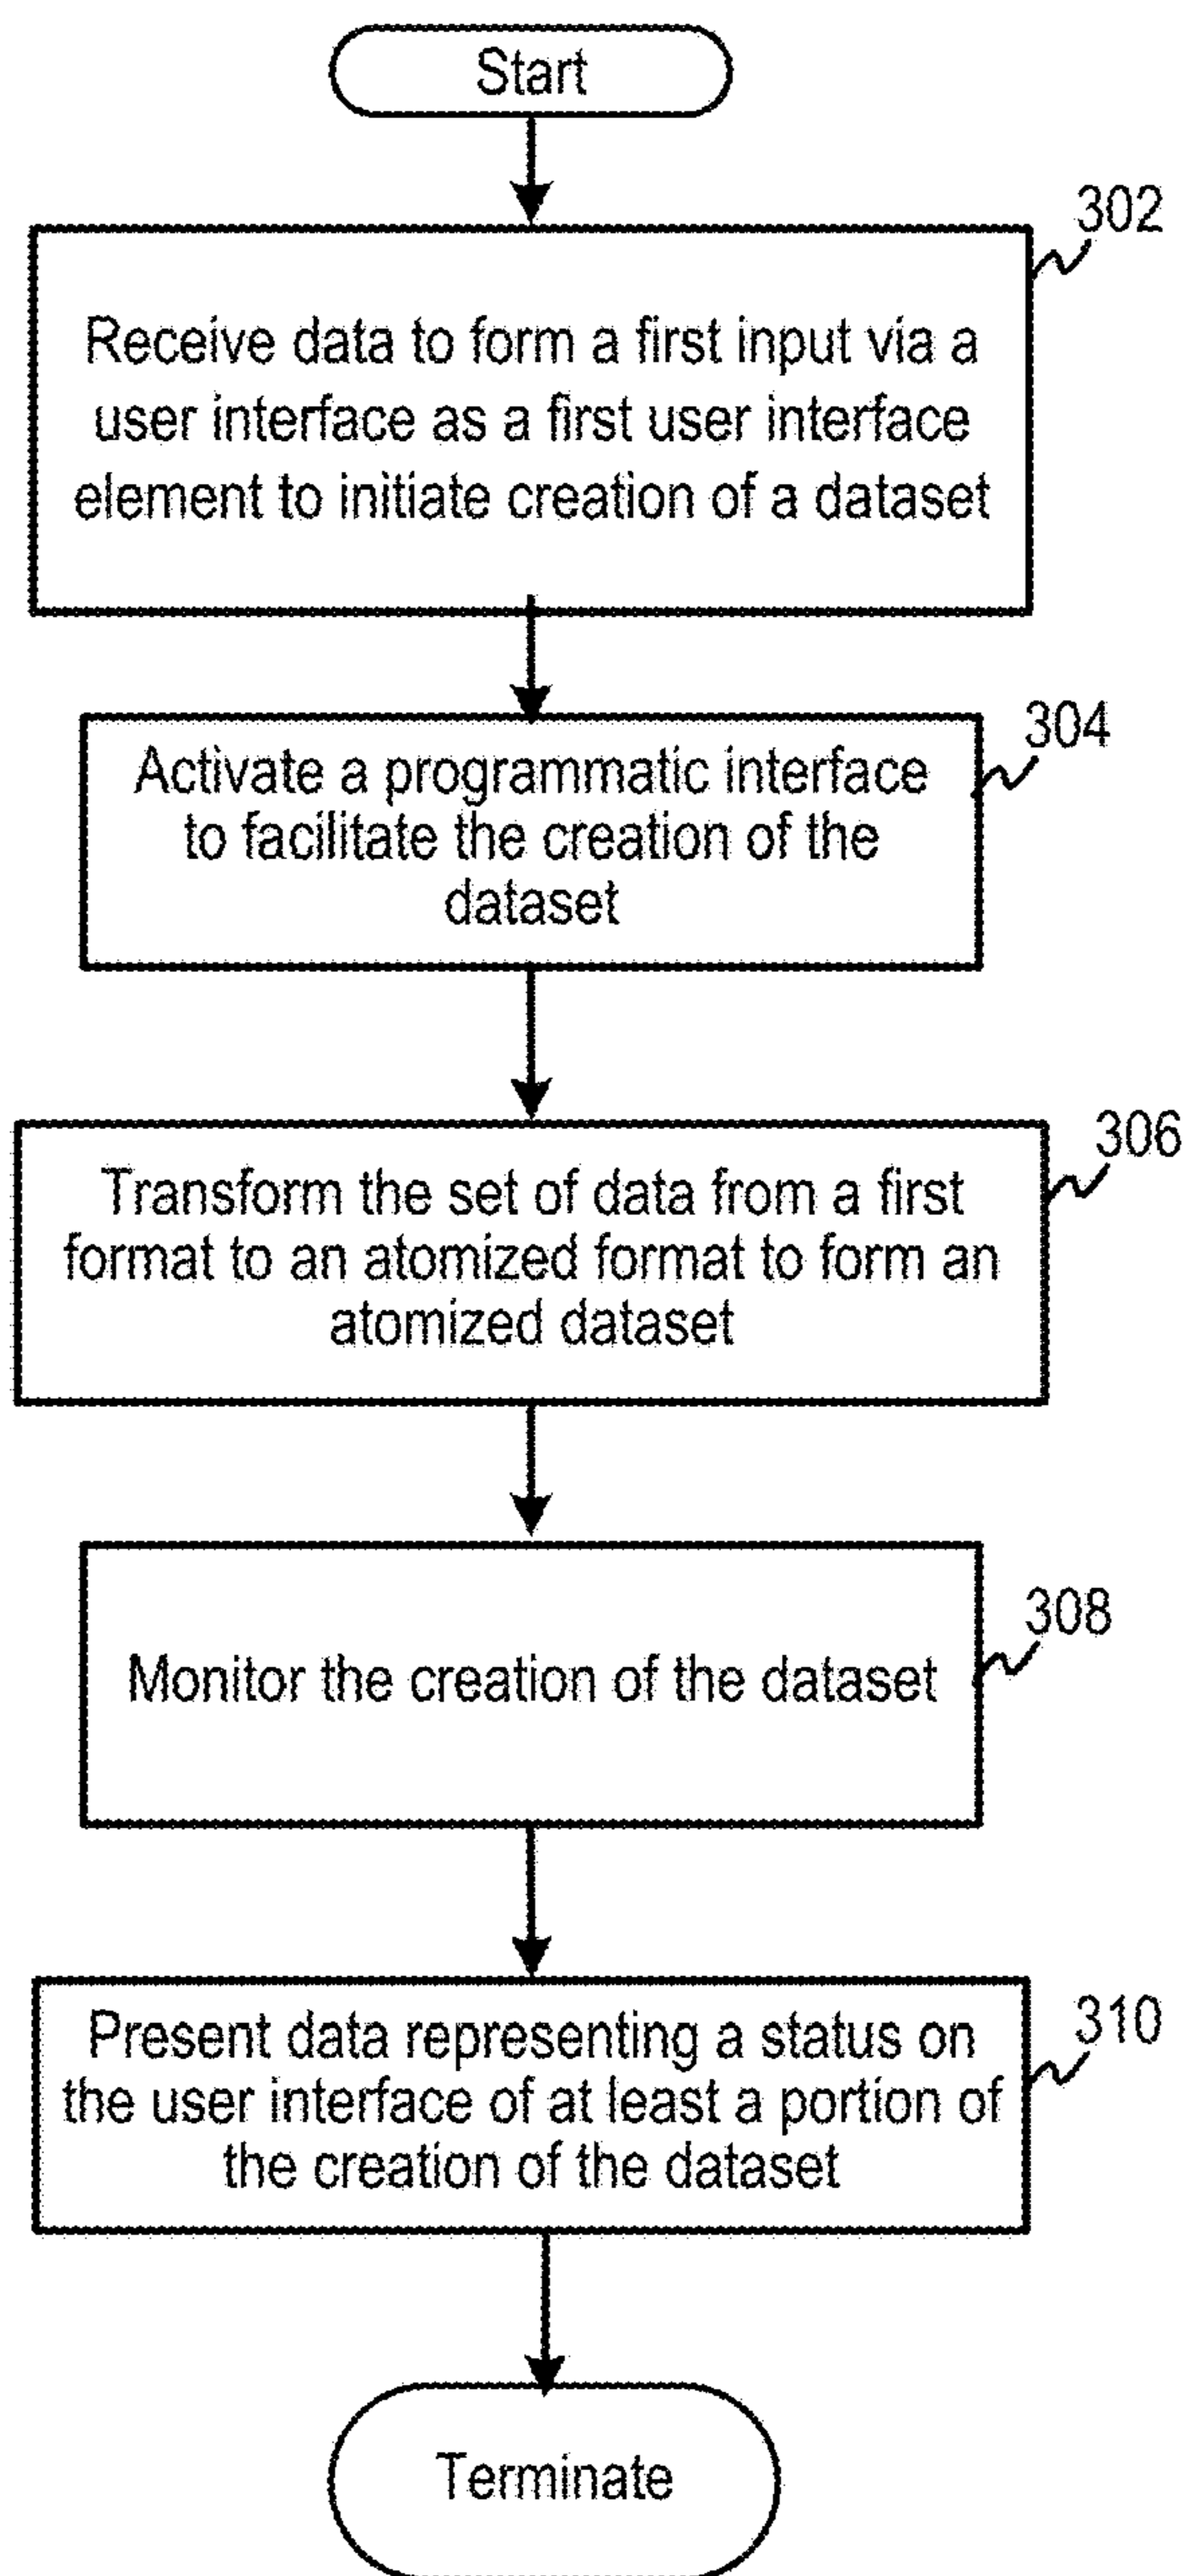 Start
302
Receive data to form a first input via a
user interface as a first user interface
element to initiate creation of a dataset
304
Activate a programmatic interface
to facilitate the creation of the
dataset
306
Transform the set of data from a first
format to an atomized format to form an
atomized dataset
308
Monitor the creation of the dataset
310
Present data representing a status on
the user interface of at least a portion of
the creation of the dataset
Terminate